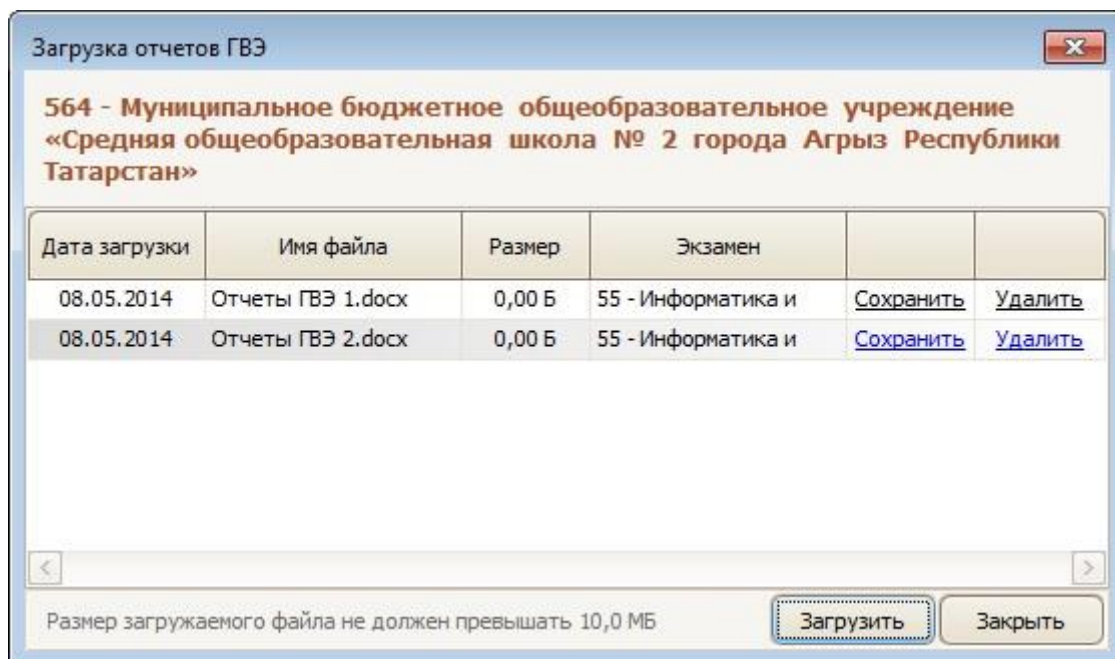 Загрузка отчетов ГВЭ
564 - Муниципальное бюджетное общеобразовательное учреждение
«Средняя общеобразовательная школа № 2 города Агрыз Республики
Татарстан»
Дата загрузки Имя файла Размер Экзамен
08.05.2014 Отчеты ГВЭ 1.docx 0,00 Б 55 - Информатика и Сохранить Удалить
08.05.2014 Отчеты ГВЭ 2.docx 0,00 Б 55 - Информатика и Сохранить Удалить
Размер загружаемого файла не должен превышать 10,0 МБ Загрузить Закрыть